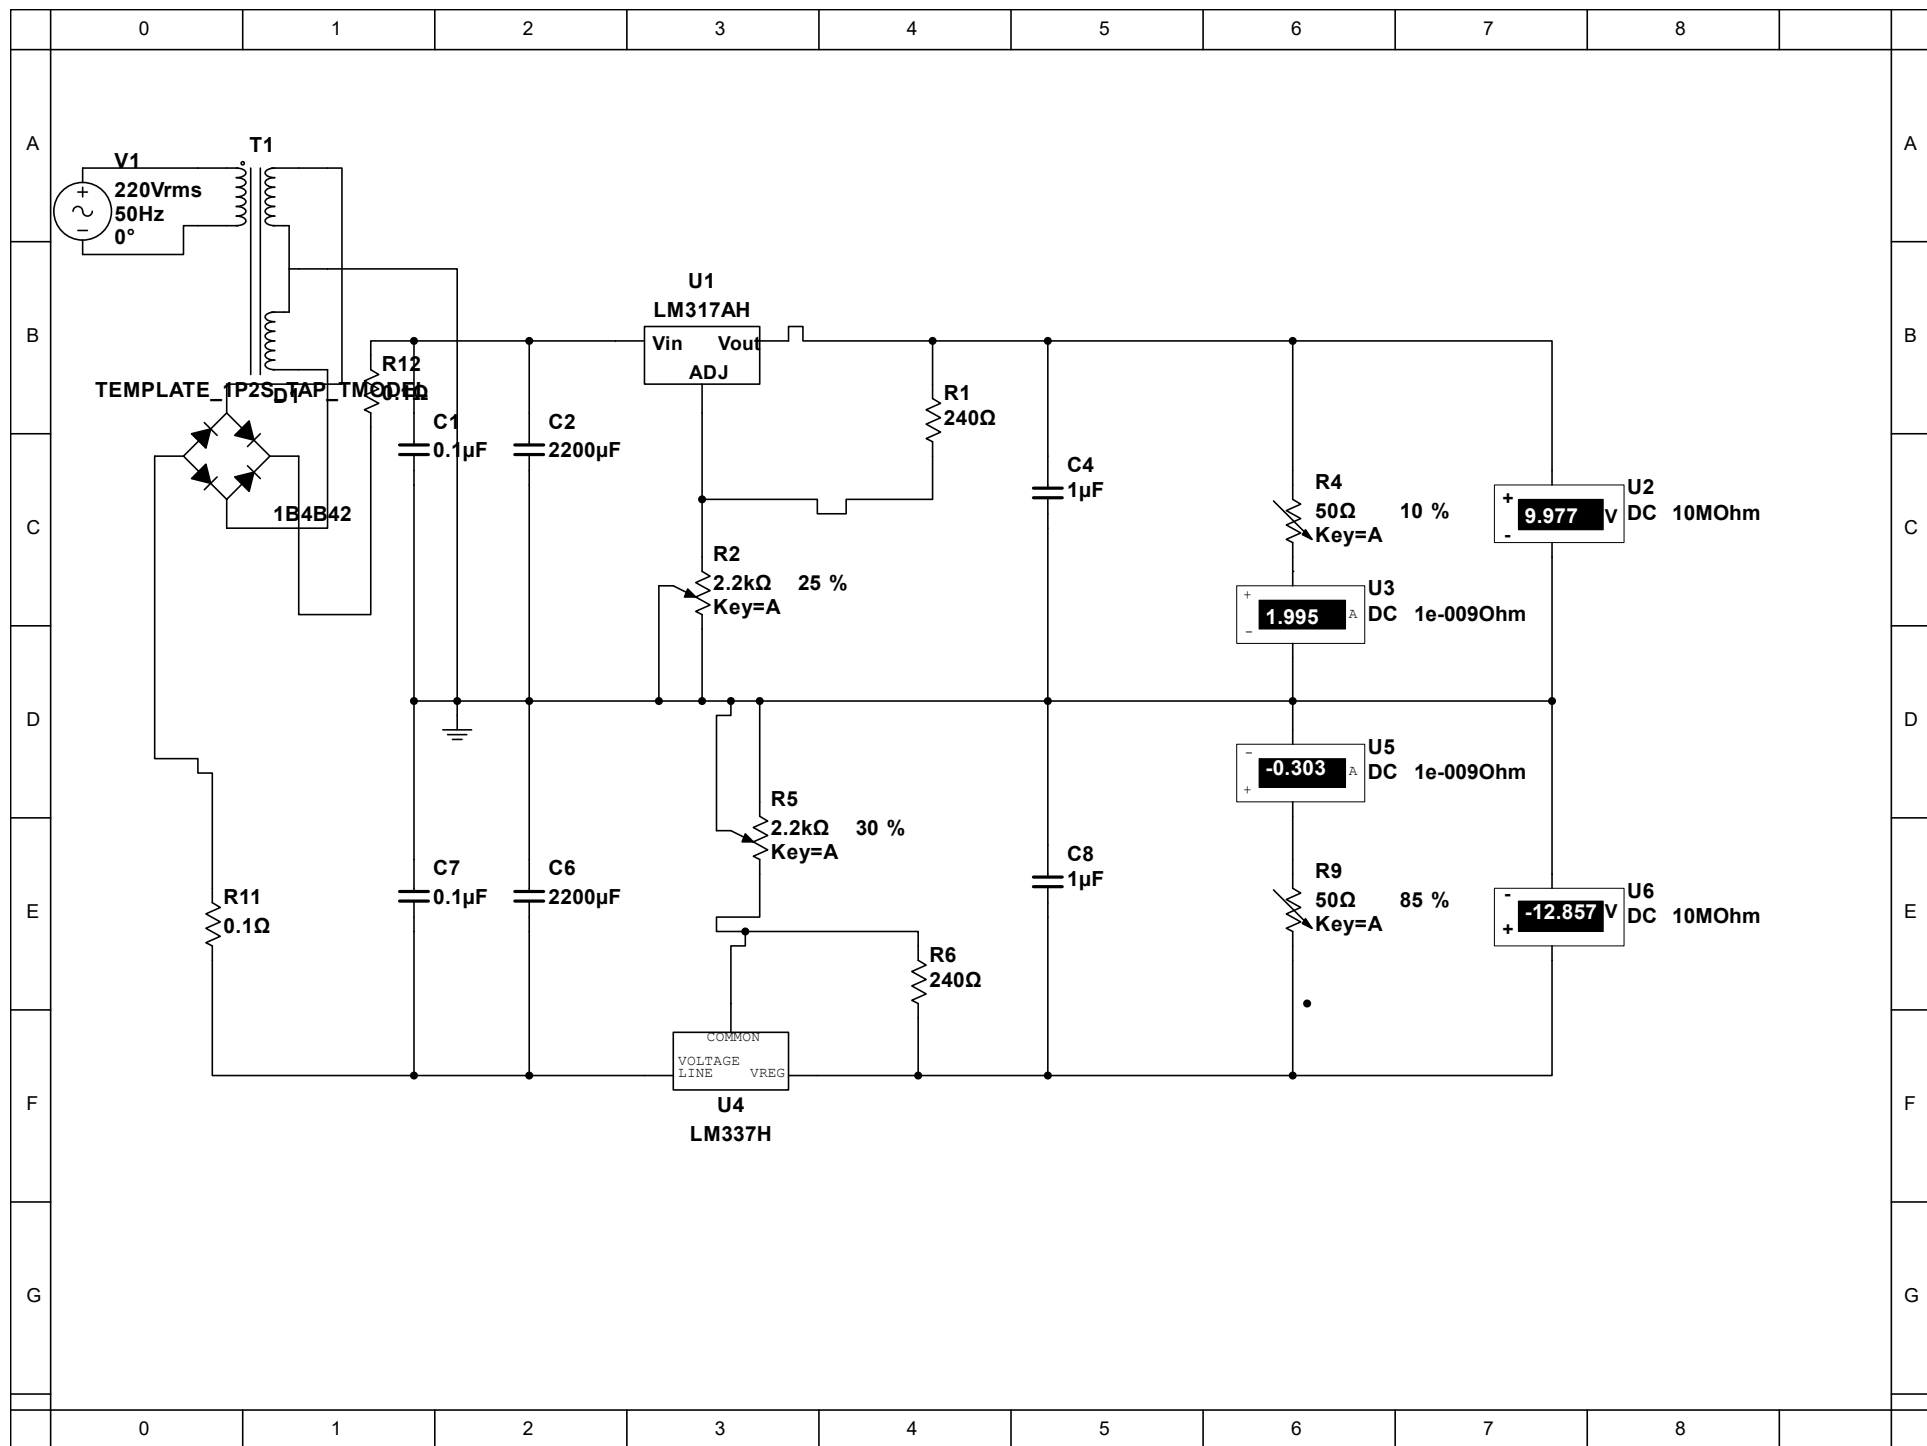 0 1 2 3 4 5 6 7 8
A A
T1
V1
220Vrms
50Hz
0°
B B
U1
LM317AH
Vin Vout
ADJ
R12
0.1Ω
TEMPLATE_1P2S_TAP_TMODEL
D1
1B4B42
C C
C1
0.1µF
C2
2200µF
R1
240Ω
C4
1µF
R4
50Ω 10 %
Key=A
+
9.977 V
-
U2
DC 10MOhm
R2
2.2kΩ 25 %
Key=A
+
1.995 A
-
U3
DC 1e-009Ohm
D D
-
-0.303 A
+
U5
DC 1e-009Ohm
R5
2.2kΩ 30 %
Key=A
E E
R11
0.1Ω
C7
0.1µF
C6
2200µF
C8
1µF
R9
50Ω 85 %
Key=A
-
-12.857 V
+
U6
DC 10MOhm
R6
240Ω
F F
COMMON
VOLTAGE
LINE VREG
U4
LM337H
G G
0 1 2 3 4 5 6 7 8